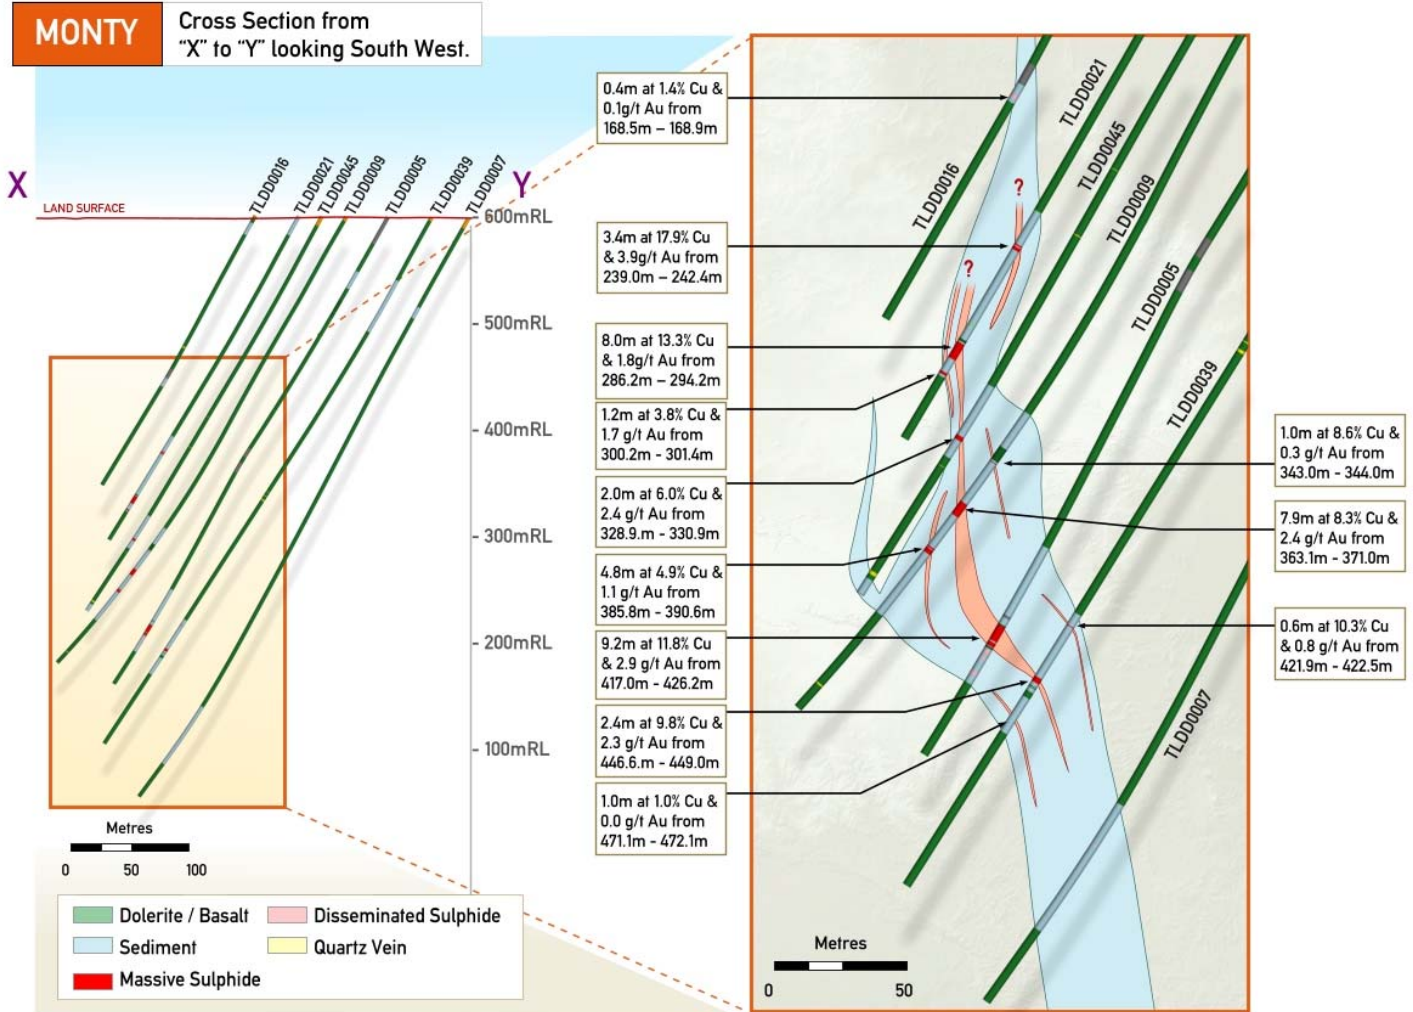 MONTY
Cross Section from
“X” to “Y” looking South West.
X
Y
LAND SURFACE
TLDD0016
TLDD0021
TLDD0045
TLDD0009
TLDD0005
TLDD0039
TLDD0007
600mRL
500mRL
400mRL
300mRL
200mRL
100mRL
Metres
0
50
100
Dolerite / Basalt
Disseminated Sulphide
Sediment
Quartz Vein
Massive Sulphide
0.4m at 1.4% Cu &
0.1g/t Au from
168.5m – 168.9m
3.4m at 17.9% Cu
& 3.9g/t Au from
239.0m – 242.4m
8.0m at 13.3% Cu
& 1.8g/t Au from
286.2m – 294.2m
1.2m at 3.8% Cu &
1.7 g/t Au from
300.2m - 301.4m
2.0m at 6.0% Cu &
2.4 g/t Au from
328.9.m - 330.9m
4.8m at 4.9% Cu &
1.1 g/t Au from
385.8m - 390.6m
9.2m at 11.8% Cu
& 2.9 g/t Au from
417.0m - 426.2m
2.4m at 9.8% Cu &
2.3 g/t Au from
446.6.m - 449.0m
1.0m at 1.0% Cu &
0.0 g/t Au from
471.1m - 472.1m
TLDD0016
TLDD0021
TLDD0045
TLDD0009
TLDD0005
TLDD0039
TLDD0007
?
?
Metres
0
50
1.0m at 8.6% Cu &
0.3 g/t Au from
343.0m - 344.0m
7.9m at 8.3% Cu &
2.4 g/t Au from
363.1m - 371.0m
0.6m at 10.3% Cu
& 0.8 g/t Au from
421.9m - 422.5m